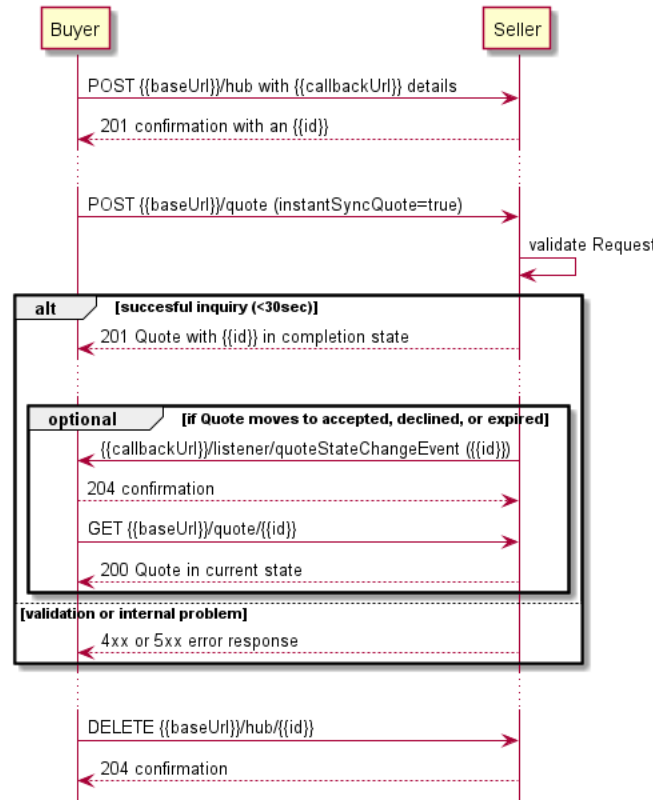 Buyer
Seller
POST {{baseUrl}}/hub with {{callbackUrl}} details
201 confirmation with an {{id}}
POST {{baseUrl}}/quote (instantSyncQuote=true)
validate Request
alt
[succesful inquiry (<30sec)]
201 Quote with {{id}} in completion state
optional
[if Quote moves to accepted, declined, or expired]
{{callbackUrl}}/listener/quoteStateChangeEvent ({{id}})
204 confirmation
GET {{baseUrl}}/quote/{{id}}
200 Quote in current state
[validation or internal problem]
4xx or 5xx error response
DELETE {{baseUrl}}/hub/{{id}}
204 confirmation